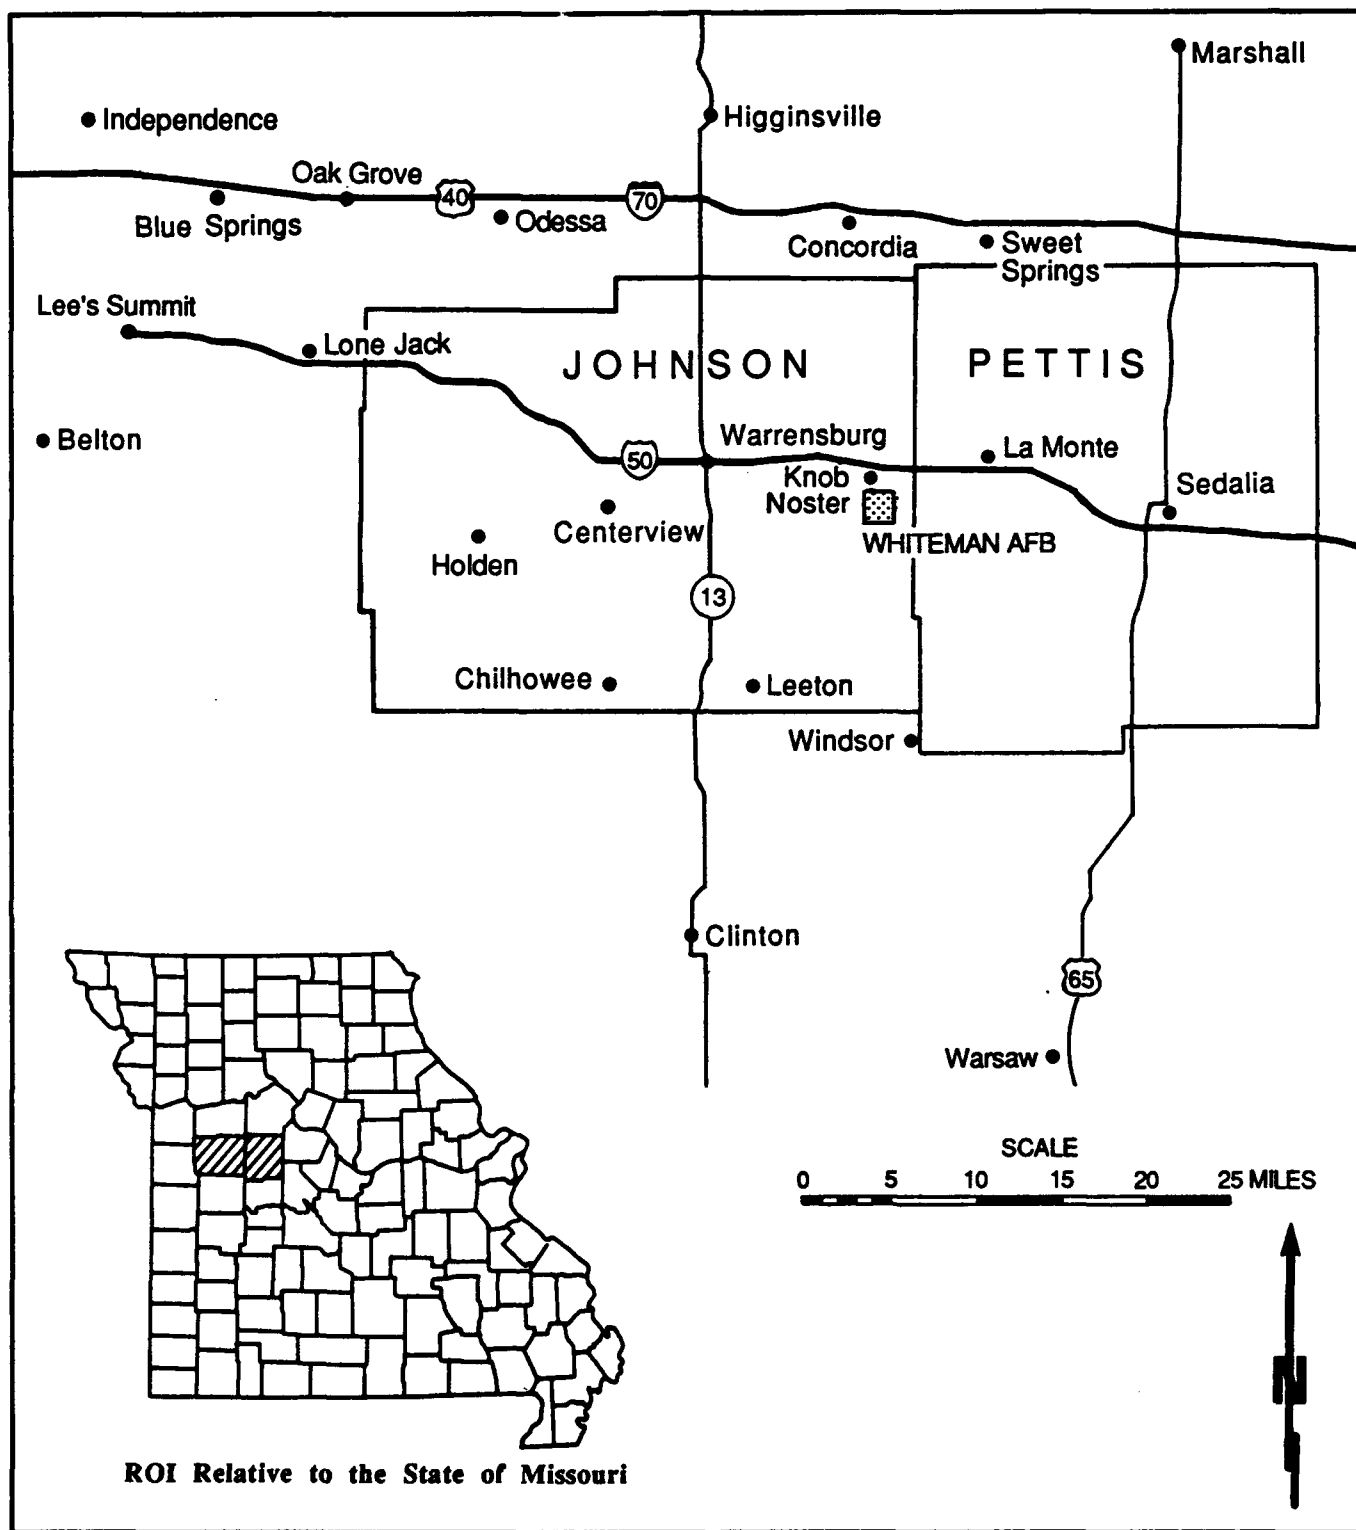 Marshall
Independence
Higginsville
Oak Grove
40
70
Blue Springs
Odessa
Concordia
Sweet
Springs
Lee's Summit
Lone Jack
JOHNSON
PETTIS
Belton
Warrensburg
La Monte
50
Knob
Noster
Sedalia
Centerview
WHITEMAN AFB
Holden
13
Chilhowee
Leeton
Windsor
Clinton
65
Warsaw
SCALE
0 5 10 15 20 25 MILES
N
ROI Relative to the State of Missouri